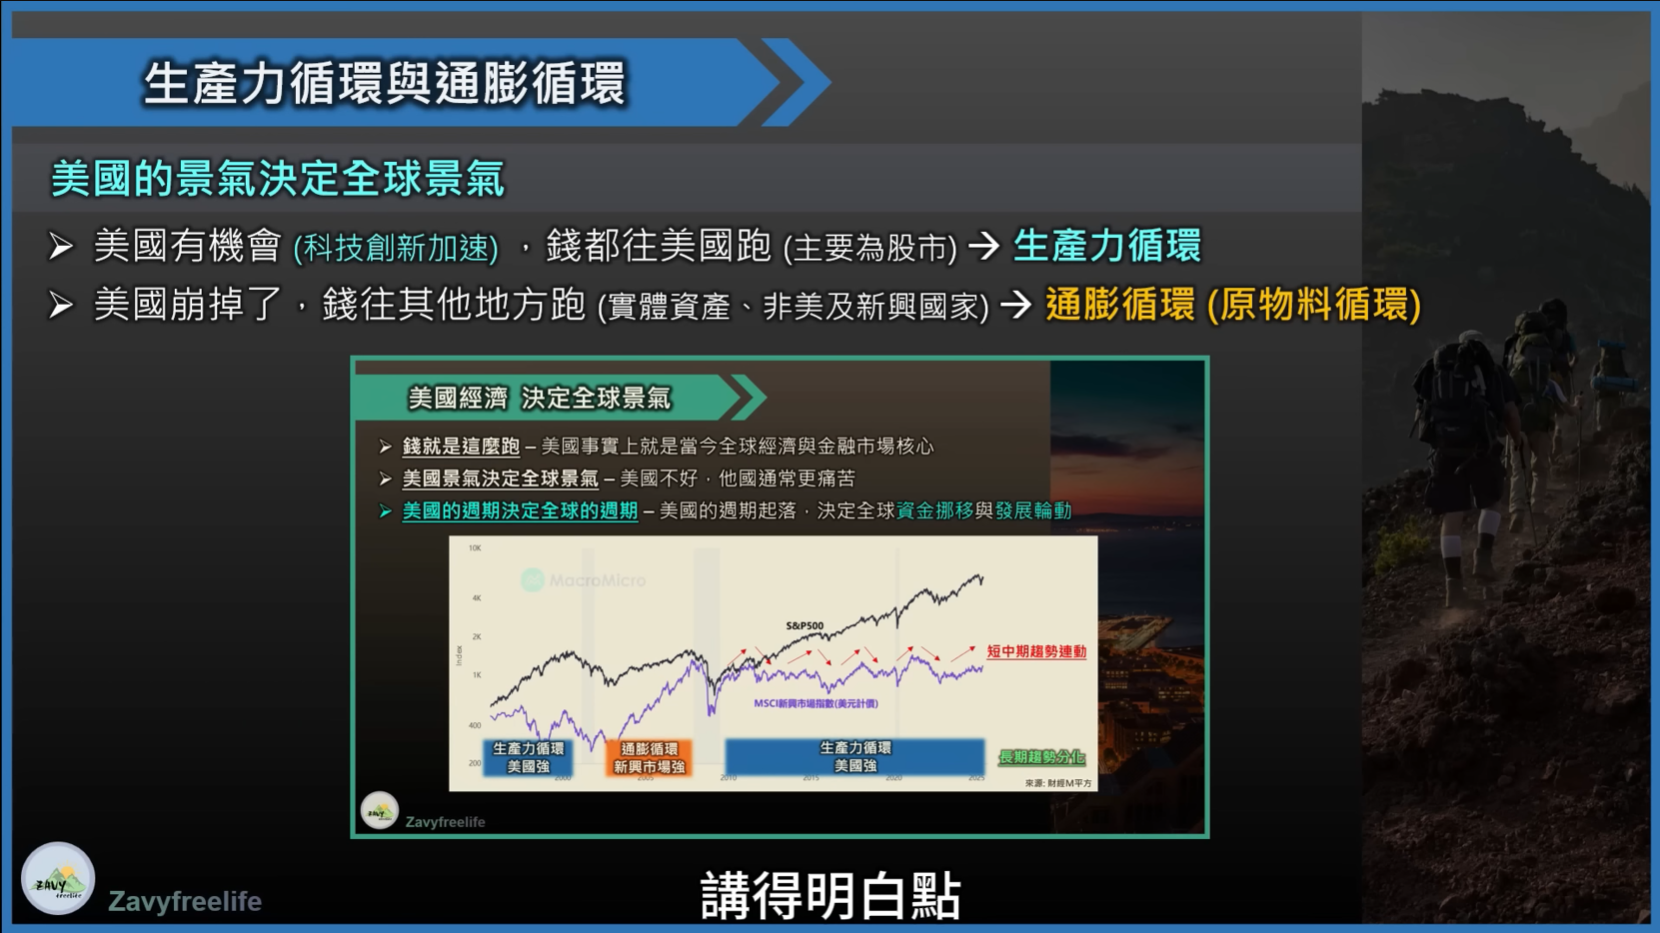 生產力循環與通膨循環
美國的景氣決定全球景氣
➢ 美國有機會 (科技創新加速) ，錢都往美國跑 (主要為股市) → 生產力循環
➢ 美國崩掉了，錢往其他地方跑 (實體資產、非美及新興國家) → 通膨循環 (原物料循環)
美國經濟 決定全球景氣
➢ 錢就是這麼跑 – 美國事實上就是當今全球經濟與金融市場核心
➢ 美國景氣決定全球景氣 – 美國不好，他國通常更痛苦
➢ 美國的週期決定全球的週期 – 美國的週期起落，決定全球資金挪移與發展輪動
10K
MacroMicro
4K
S&P500
2K
Index
短中期趨勢連動
1K
MSCI新興市場指數(美元計價)
400
生產力循環
美國強
通膨循環
新興市場強
生產力循環
美國強
長期趨勢分化
200
2000 2005 2010 2015 2020 2025
來源: 財經M平方
ZAVY
Zavyfreelife
ZAVY
freelife
Zavyfreelife
講得明白點